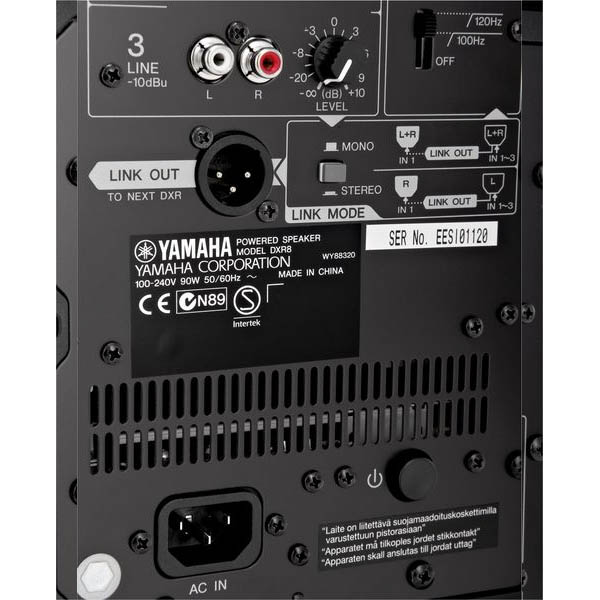 3
LINE
-10dBu
L
R
-20
-8
-3
0
3
6
9
-∞ (dB) +10
LEVEL
/120Hz
/100Hz
OFF
LINK OUT
TO NEXT DXR
MONO
STEREO
LINK MODE
L+R
IN 1
LINK OUT
L+R
IN 1~3
R
IN 1
LINK OUT
L
IN 1~3
YAMAHA POWERED SPEAKER
MODEL DXR8
YAMAHA CORPORATION
WY88320
100-240V 90W 50/60Hz ~
MADE IN CHINA
CE
N89
S
Intertek
SER No. EESI01120
AC IN
"Laite on liitettävä suojamaadoituskoskettimilla
varustettuun pistorasiaan"
"Apparatet må tilkoples jordet stikkontakt"
"Apparaten skall anslutas till jordat uttag"